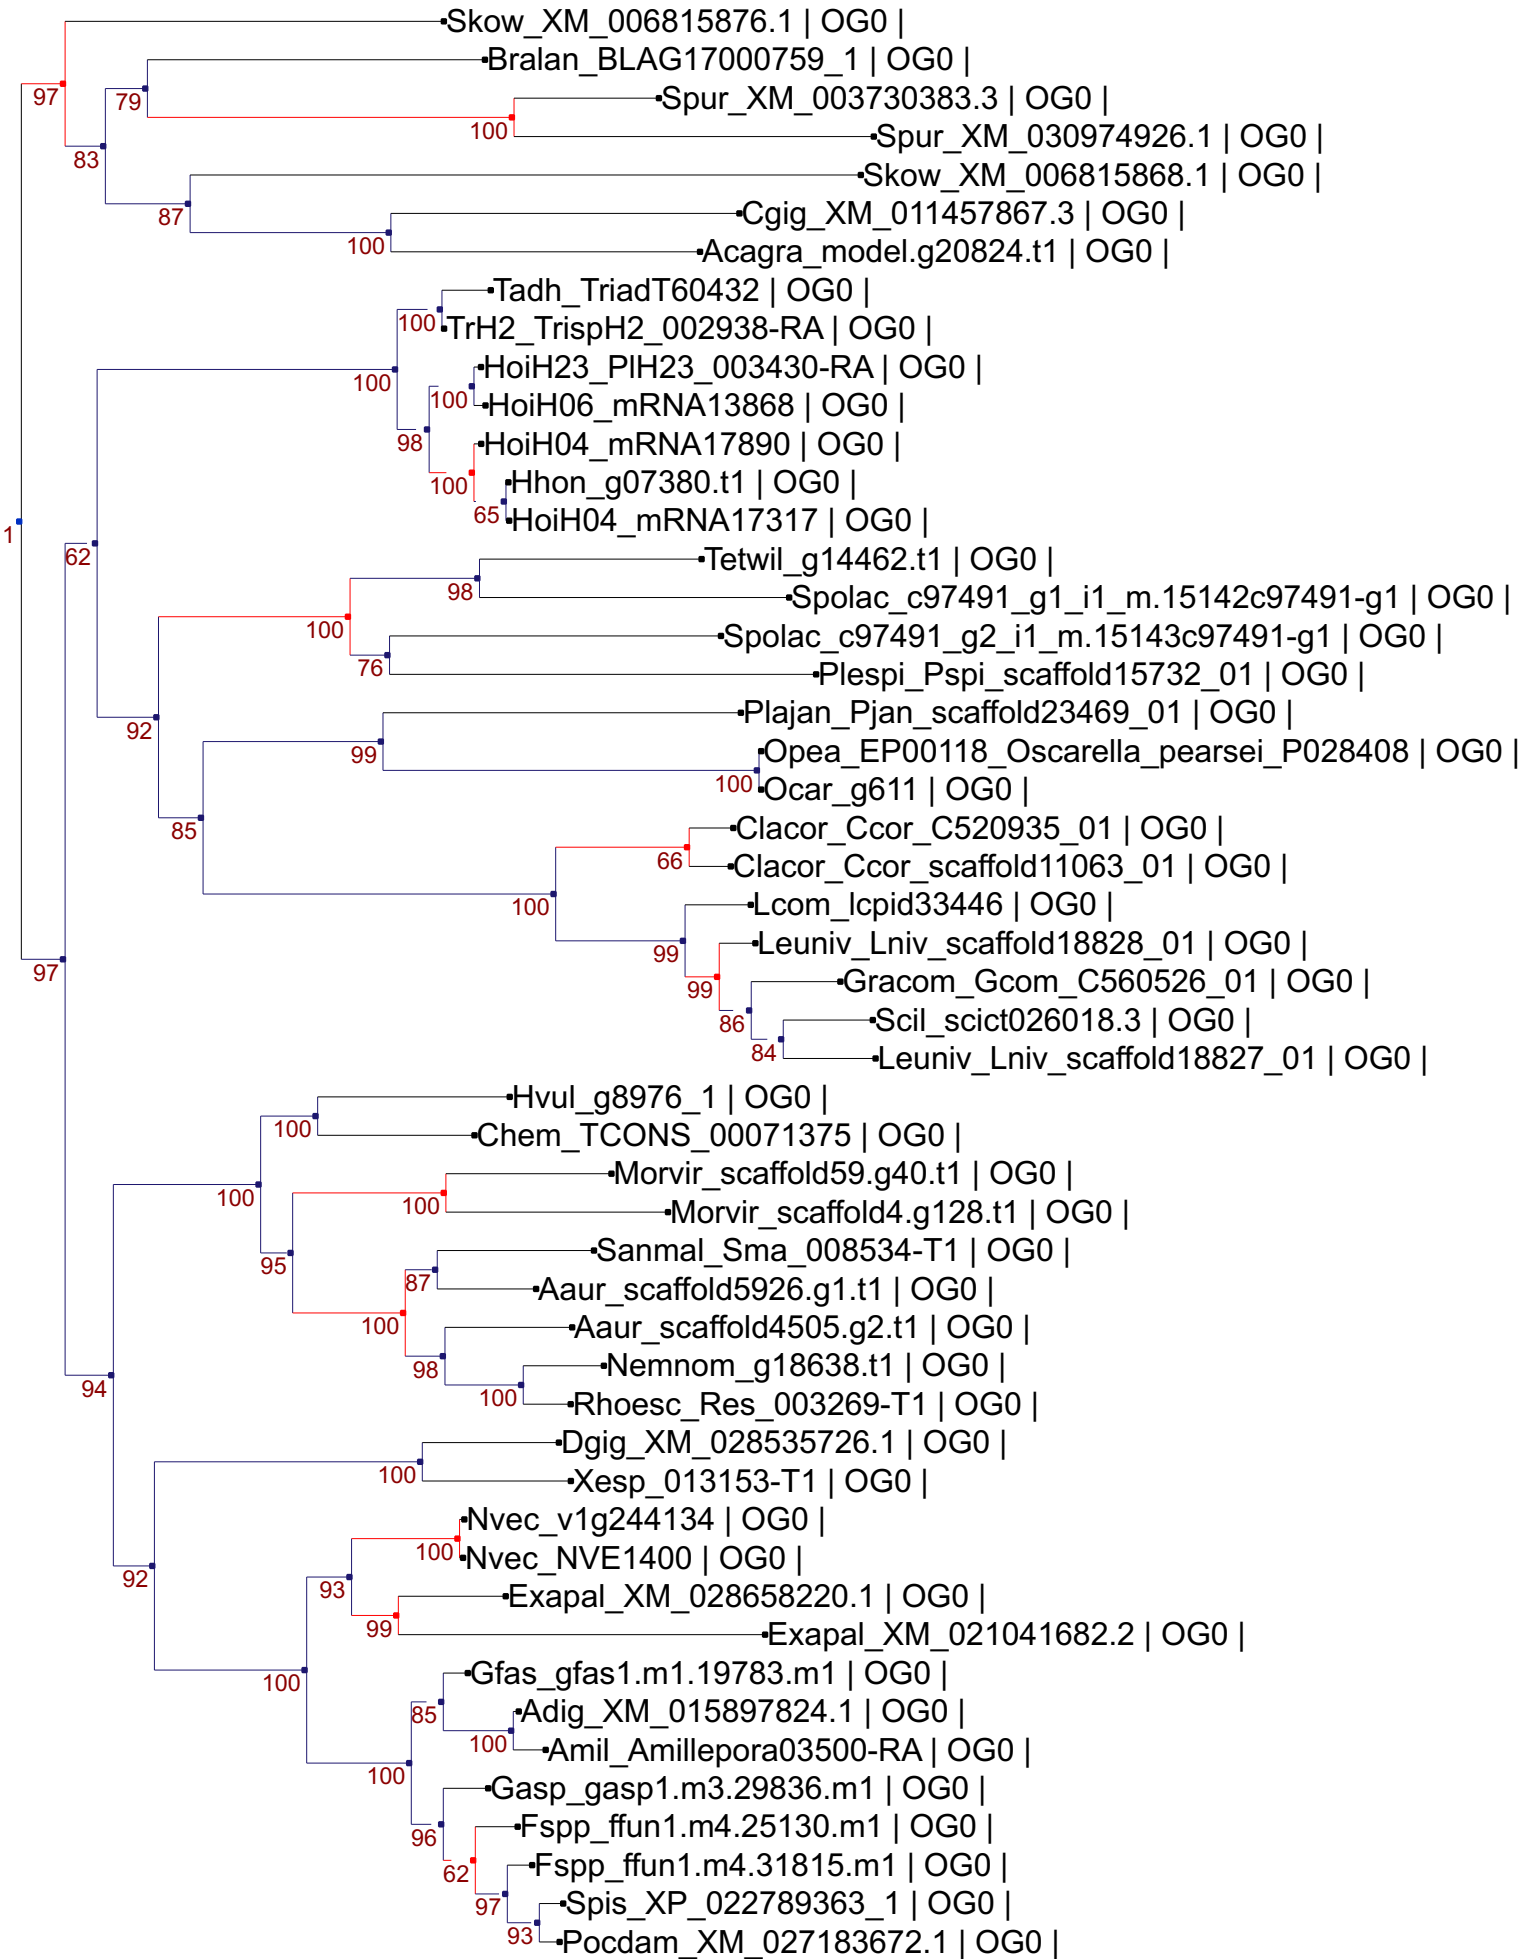 Skow_XM_006815876.1 | OG0 |
Bralan_BLAG17000759_1 | OG0 |
97
79
Spur_XM_003730383.3 | OG0 |
100
Spur_XM_030974926.1 | OG0 |
83
Skow_XM_006815868.1 | OG0 |
87
Cgig_XM_011457867.3 | OG0 |
100
Acagra_model.g20824.t1 | OG0 |
Tadh_TriadT60432 | OG0 |
100
TrH2_TrispH2_002938-RA | OG0 |
HoiH23_PlH23_003430-RA | OG0 |
100
100
HoiH06_mRNA13868 | OG0 |
98
HoiH04_mRNA17890 | OG0 |
100
Hhon_g07380.t1 | OG0 |
65
HoiH04_mRNA17317 | OG0 |
1
62
Tetwil_g14462.t1 | OG0 |
98
Spolac_c97491_g1_i1_m.15142c97491-g1 | OG0 |
100
Spolac_c97491_g2_i1_m.15143c97491-g1 | OG0 |
76
Plespi_Pspi_scaffold15732_01 | OG0 |
92
Plajan_Pjan_scaffold23469_01 | OG0 |
99
Opea_EP00118_Oscarella_pearsei_P028408 | OG0 |
100
Ocar_g611 | OG0 |
85
Clacor_Ccor_C520935_01 | OG0 |
66
Clacor_Ccor_scaffold11063_01 | OG0 |
100
Lcom_lcpid33446 | OG0 |
99
Leuniv_Lniv_scaffold18828_01 | OG0 |
97
99
Gracom_Gcom_C560526_01 | OG0 |
86
Scil_scict026018.3 | OG0 |
84
Leuniv_Lniv_scaffold18827_01 | OG0 |
Hvul_g8976_1 | OG0 |
100
Chem_TCONS_00071375 | OG0 |
Morvir_scaffold59.g40.t1 | OG0 |
100
100
Morvir_scaffold4.g128.t1 | OG0 |
Sanmal_Sma_008534-T1 | OG0 |
95
87
Aaur_scaffold5926.g1.t1 | OG0 |
100
Aaur_scaffold4505.g2.t1 | OG0 |
98
Nemnom_g18638.t1 | OG0 |
94
100
Rhoesc_Res_003269-T1 | OG0 |
Dgig_XM_028535726.1 | OG0 |
100
Xesp_013153-T1 | OG0 |
Nvec_v1g244134 | OG0 |
100
Nvec_NVE1400 | OG0 |
92
93
Exapal_XM_028658220.1 | OG0 |
99
Exapal_XM_021041682.2 | OG0 |
100
Gfas_gfas1.m1.19783.m1 | OG0 |
85
Adig_XM_015897824.1 | OG0 |
100
Amil_Amillepora03500-RA | OG0 |
100
Gasp_gasp1.m3.29836.m1 | OG0 |
96
Fspp_ffun1.m4.25130.m1 | OG0 |
62
Fspp_ffun1.m4.31815.m1 | OG0 |
97
Spis_XP_022789363_1 | OG0 |
93
Pocdam_XM_027183672.1 | OG0 |